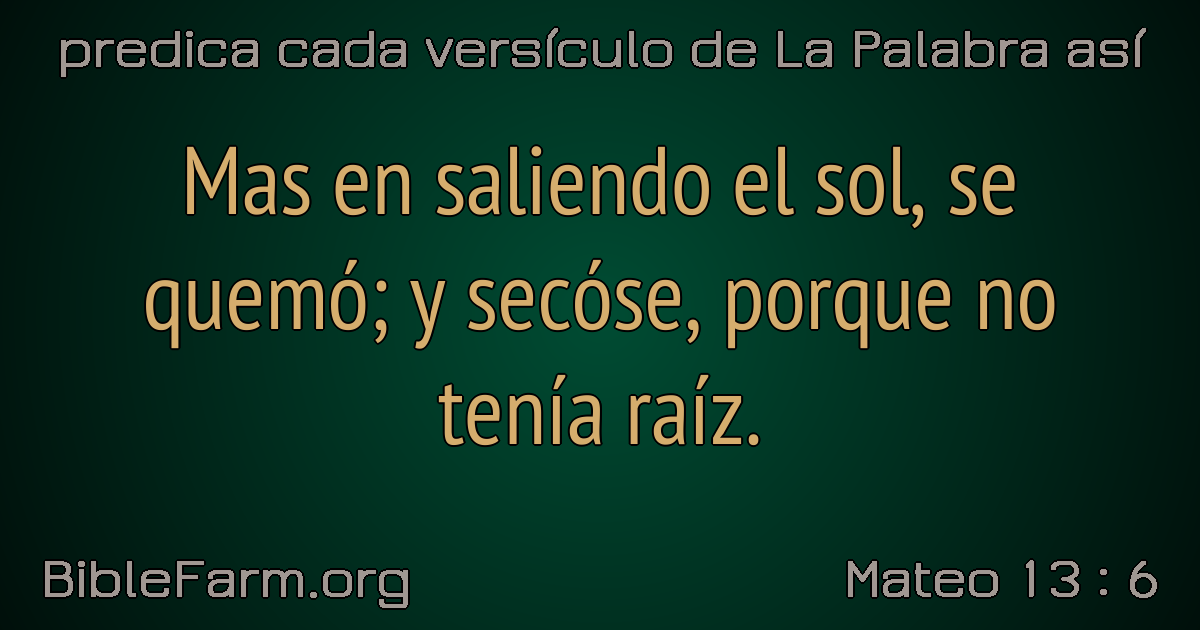 predica cada versículo de La Palabra así
Mas en saliendo el sol, se
quemó; y secóse, porque no
tenía raíz.
BibleFarm.org
Mateo 13 : 6